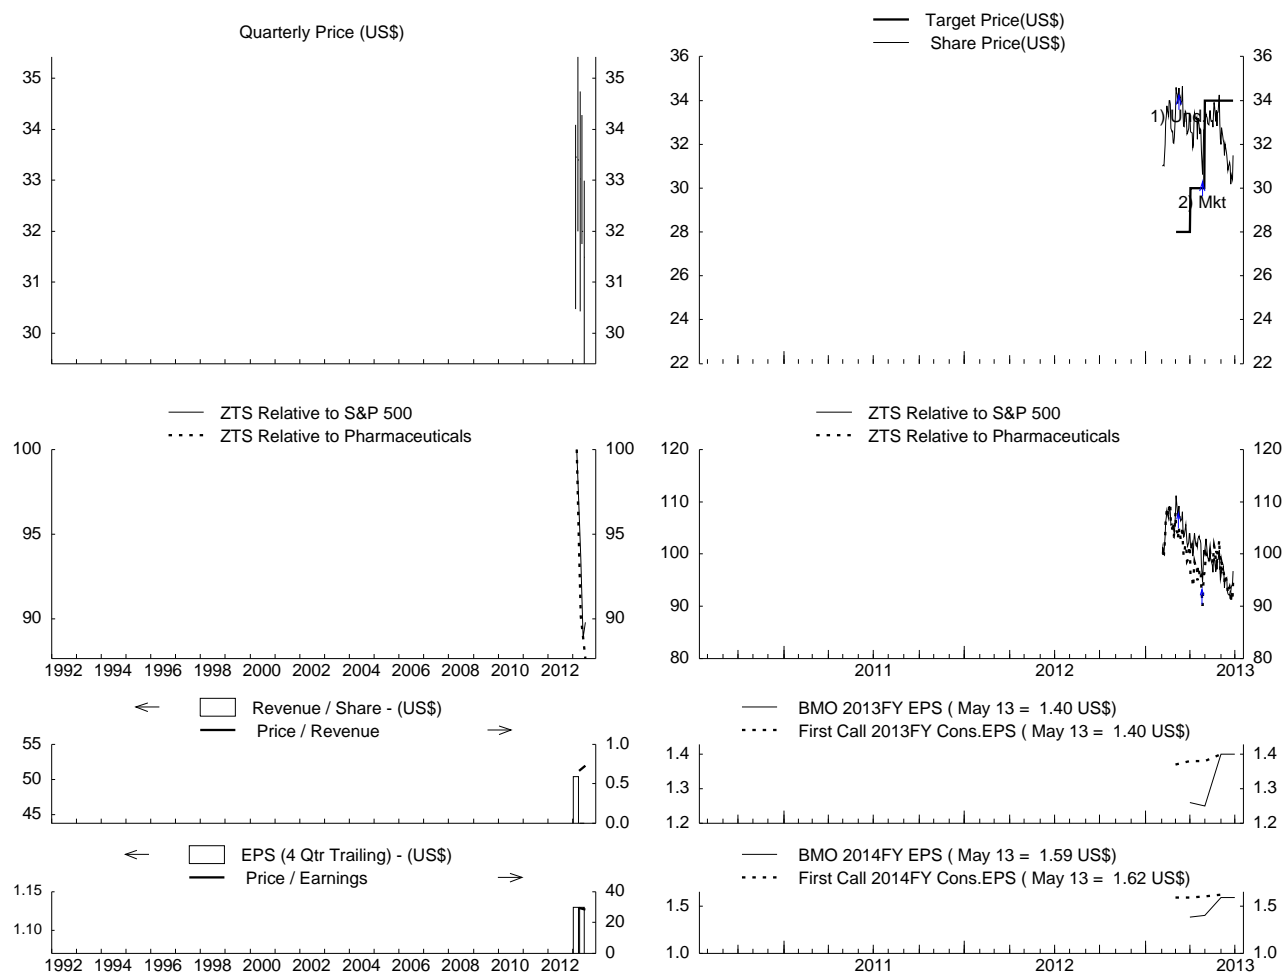 Quarterly Price (US$)
35 35
34 34
33 33
32 32
31 31
30 30
Target Price(US$)
Share Price(US$)
36 36
34 34
1)
32 32
30 30
2) Mkt
28 28
26 26
24 24
22 22
ZTS Relative to S&P 500
ZTS Relative to Pharmaceuticals
100 100
95 95
90 90
1992 1994 1996 1998 2000 2002 2004 2006 2008 2010 2012
ZTS Relative to S&P 500
ZTS Relative to Pharmaceuticals
120 120
110 110
100 100
90 90
80 80
2011 2012 2013
Revenue / Share - (US$)
Price / Revenue
55 1.0
50 0.5
45 0.0
BMO 2013FY EPS ( May 13 = 1.40 US$)
First Call 2013FY Cons.EPS ( May 13 = 1.40 US$)
1.4 1.4
1.3 1.3
1.2 1.2
EPS (4 Qtr Trailing) - (US$)
Price / Earnings
1.15 40
20
1.10
0
1992 1994 1996 1998 2000 2002 2004 2006 2008 2010 2012
BMO 2014FY EPS ( May 13 = 1.59 US$)
First Call 2014FY Cons.EPS ( May 13 = 1.62 US$)
1.5 1.5
1.0 1.0
2011 2012 2013